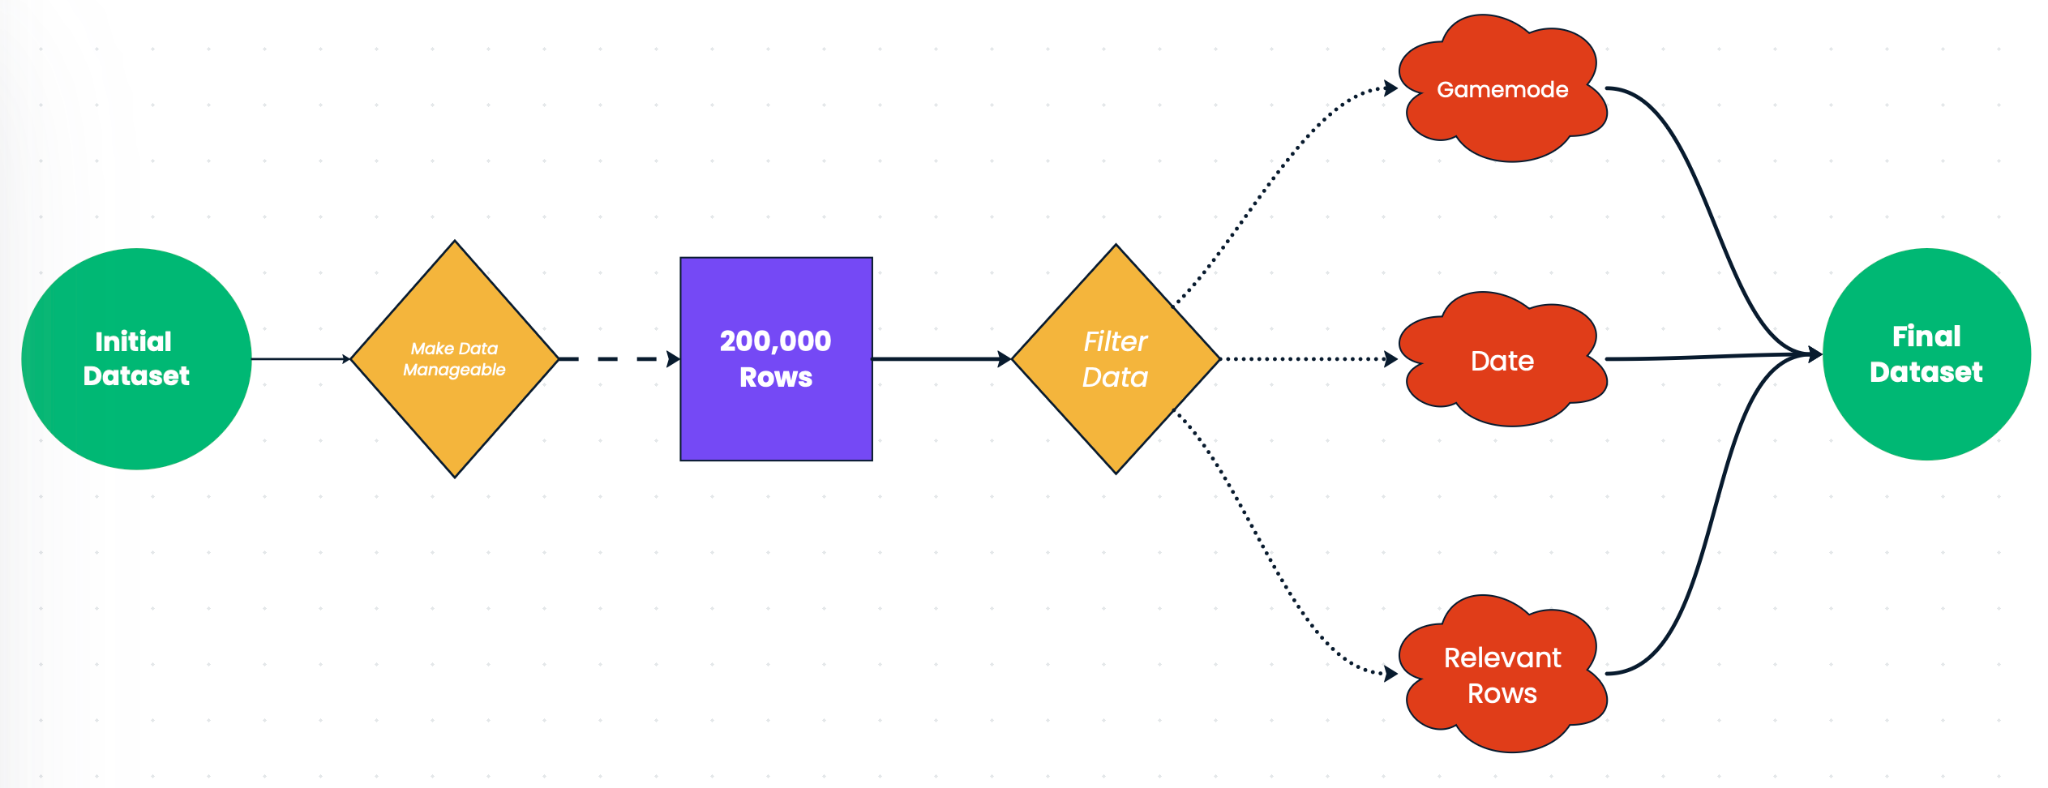 Initial
Dataset
Make Data
Manageable
200,000
Rows
Filter
Data
Gamemode
Date
Relevant
Rows
Final
Dataset